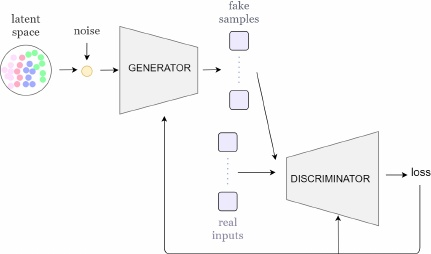 latent
space
noise
GENERATOR
fake
samples
real
inputs
DISCRIMINATOR
loss